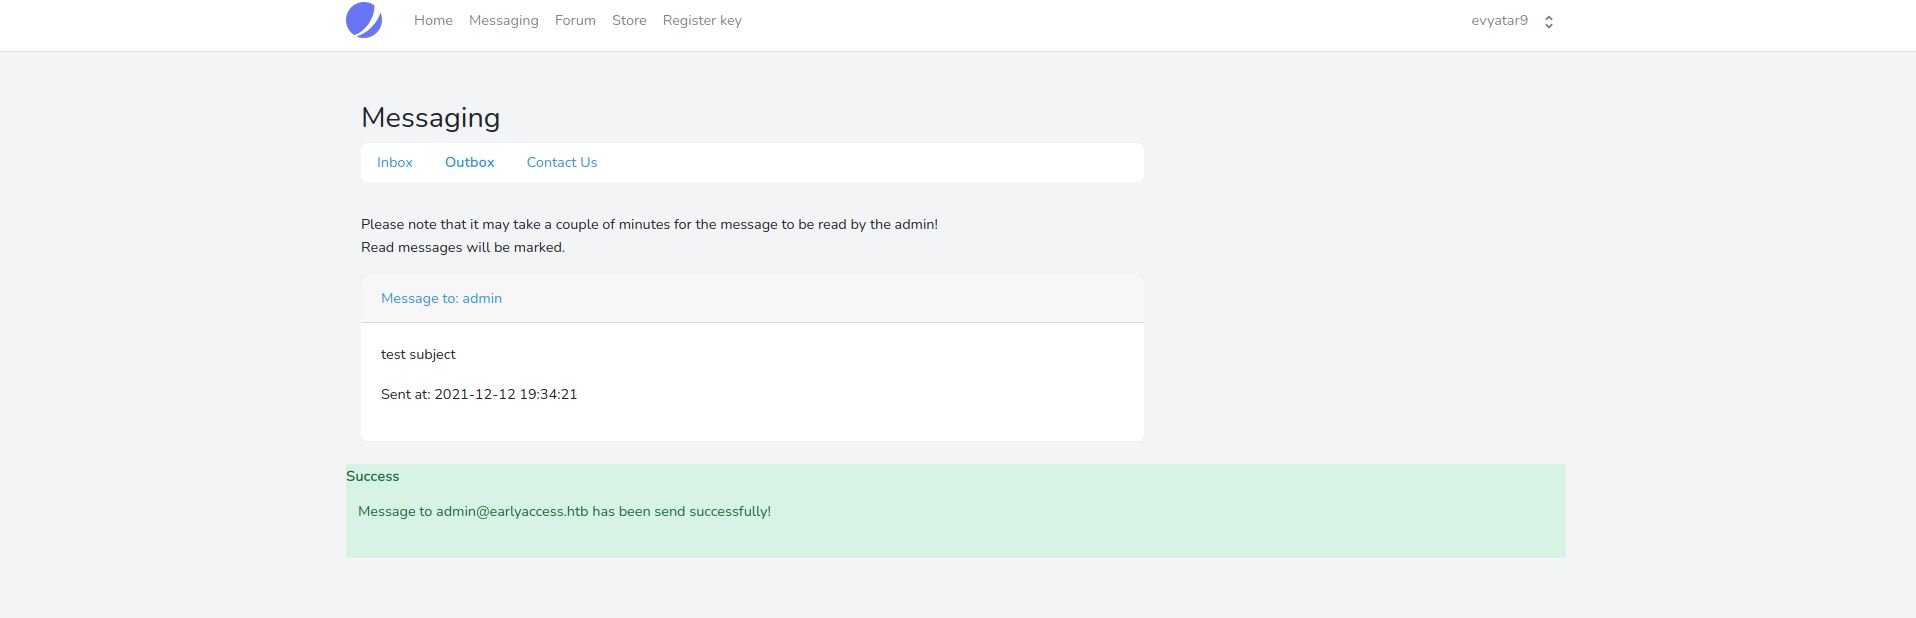 Home Messaging Forum Store Register key evyatar9
Messaging
Inbox Outbox Contact Us
Please note that it may take a couple of minutes for the message to be read by the admin!
Read messages will be marked.
Message to: admin
test subject
Sent at: 2021-12-12 19:34:21
Success
Message to admin@earlyaccess.htb has been send successfully!